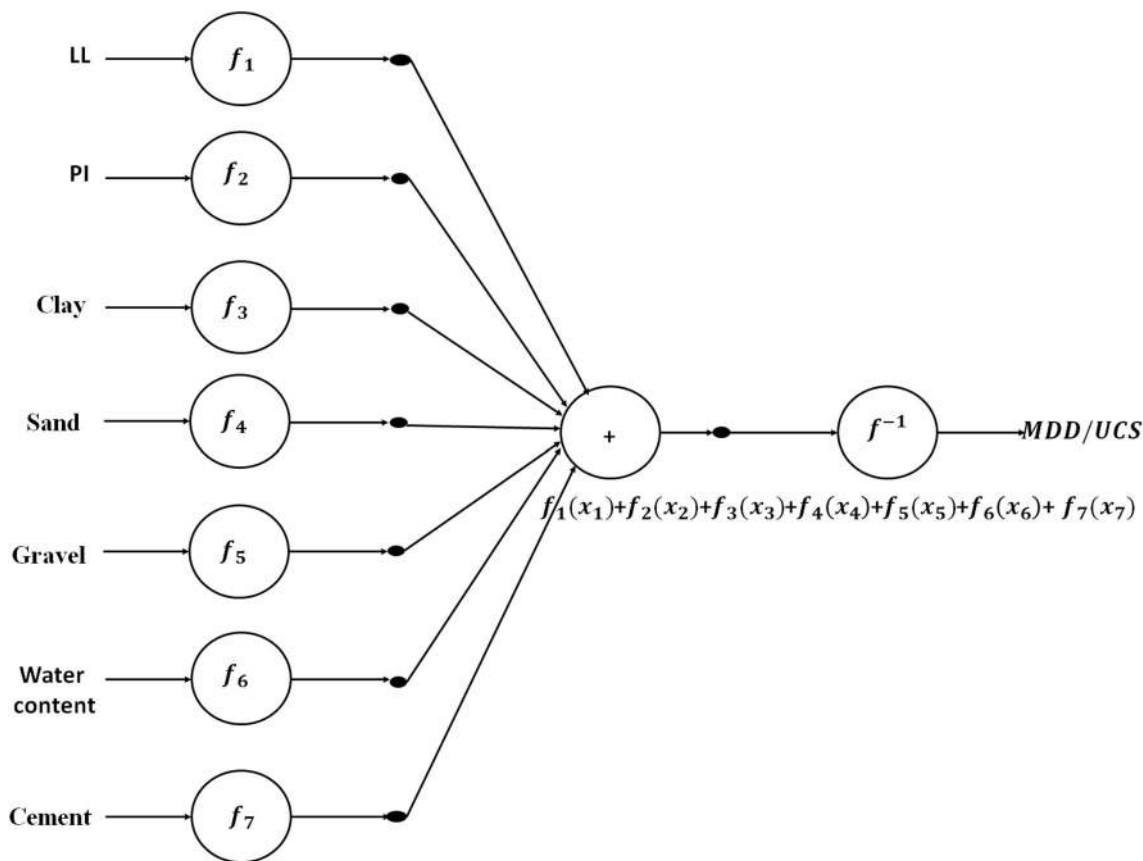 LL
f₁
PI
f₂
Clay
f₃
Sand
f₄
+
f⁻¹
MDD/UCS
f₁(x₁)+f₂(x₂)+f₃(x₃)+f₄(x₄)+f₅(x₅)+f₆(x₆)+ f₇(x₇)
Gravel
f₅
Water
content
f₆
Cement
f₇